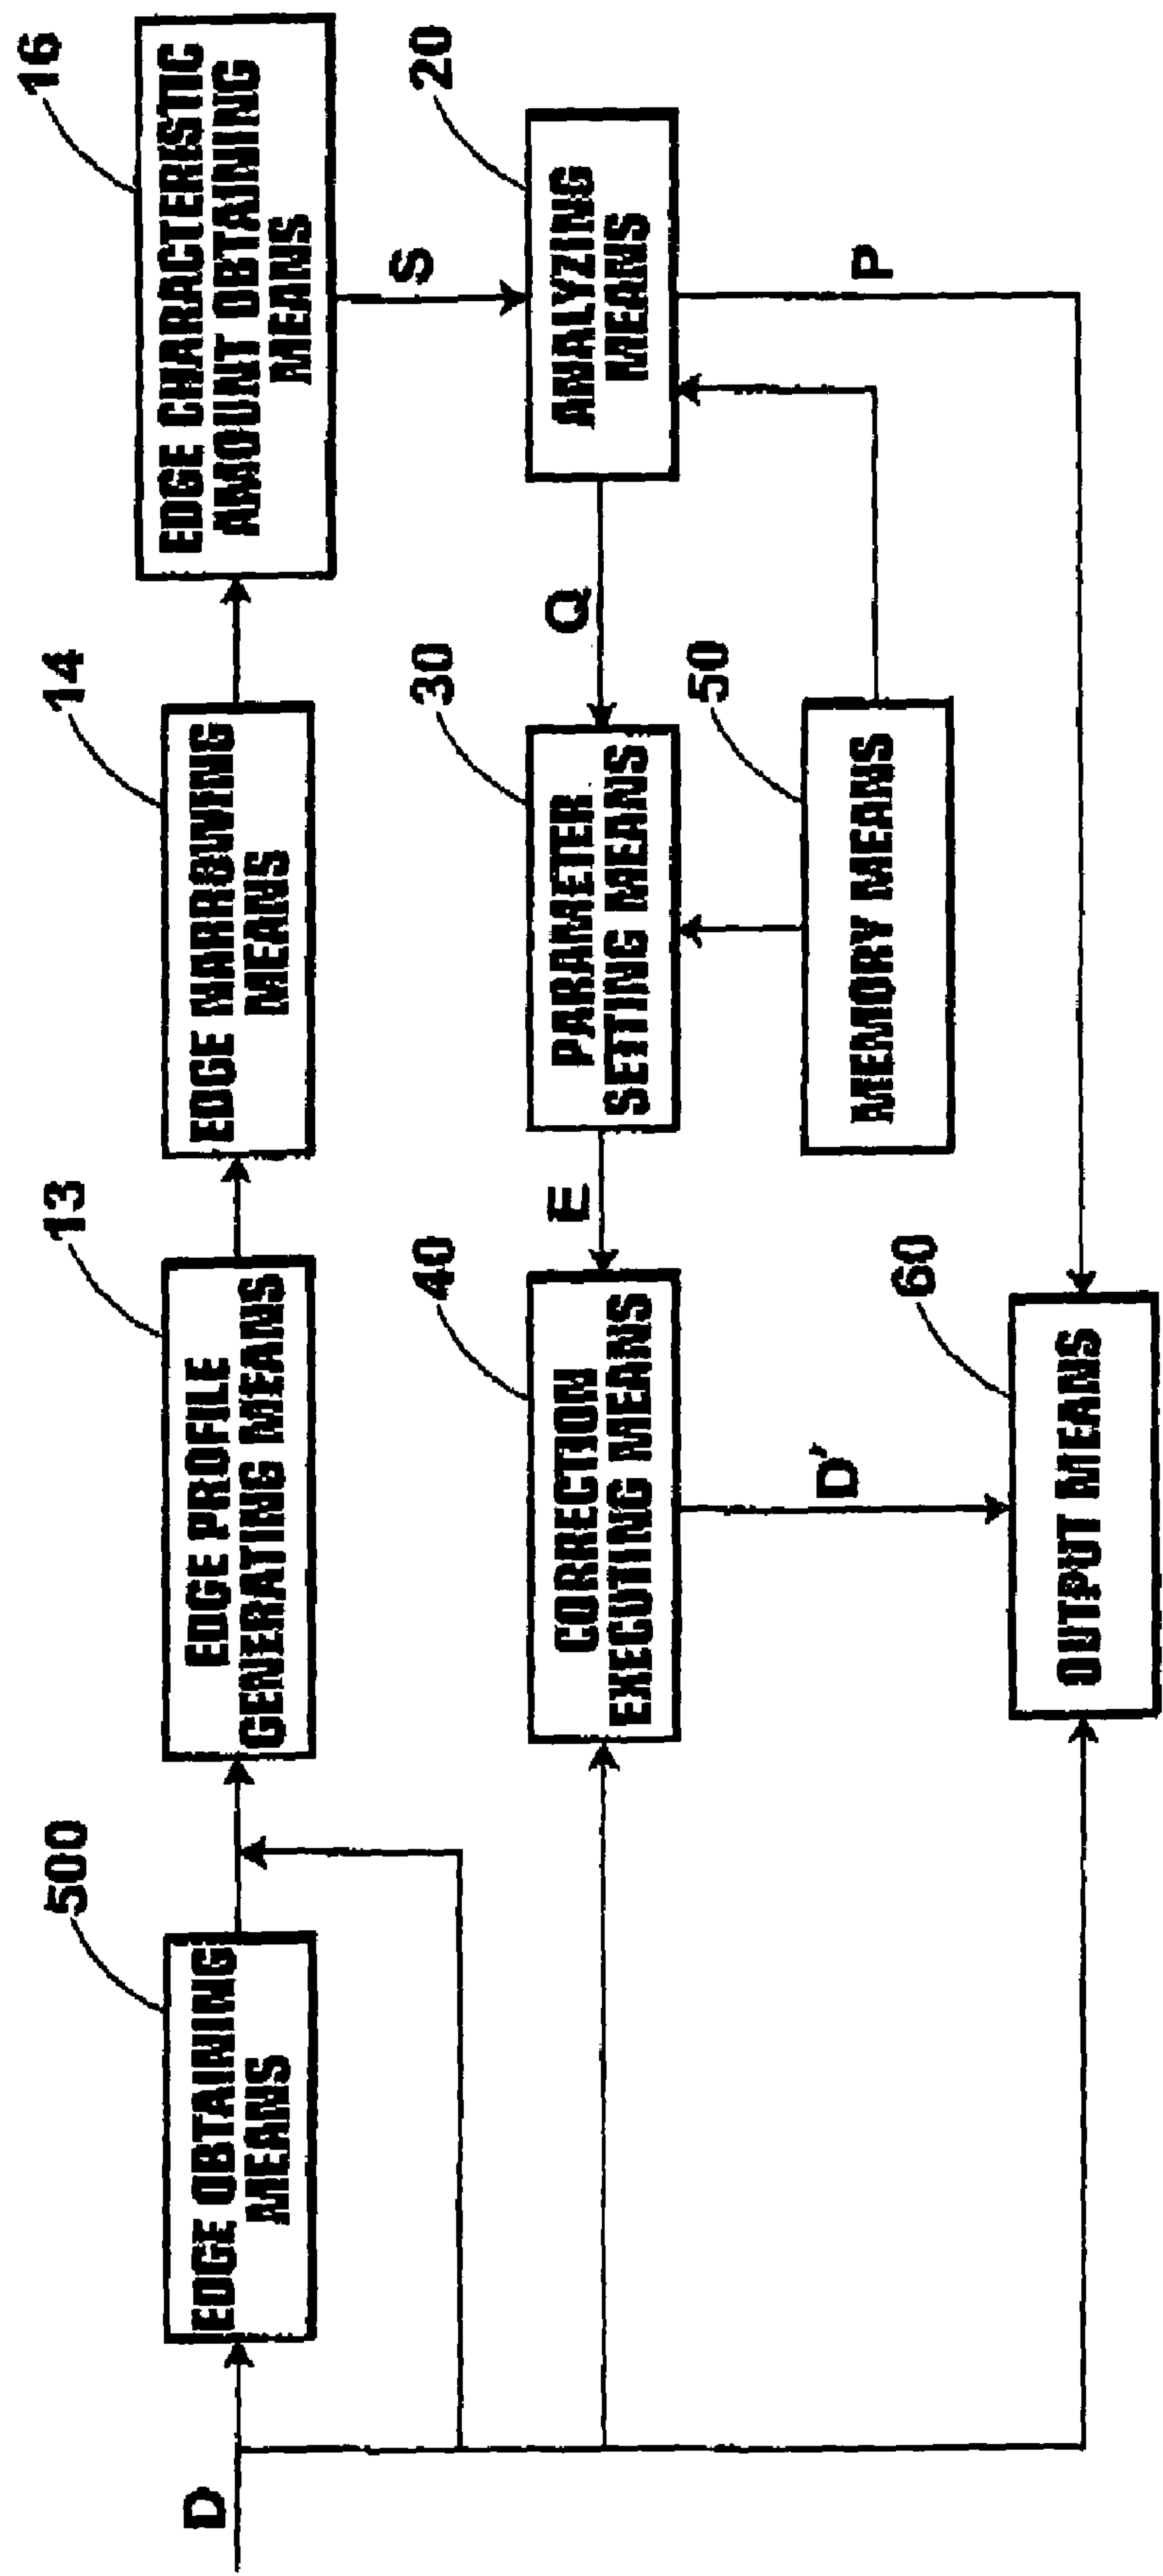 D
500
EDGE OBTAINING
MEANS
13
EDGE PROFILE
GENERATING MEANS
14
EDGE NARROWING
MEANS
16
EDGE CHARACTERISTIC
AMOUNT OBTAINING
MEANS
S
40
CORRECTION
EXECUTING MEANS
E
30
PARAMETER
SETTING MEANS
Q
20
ANALYZING
MEANS
D'
50
MEMORY MEANS
P
60
OUTPUT MEANS